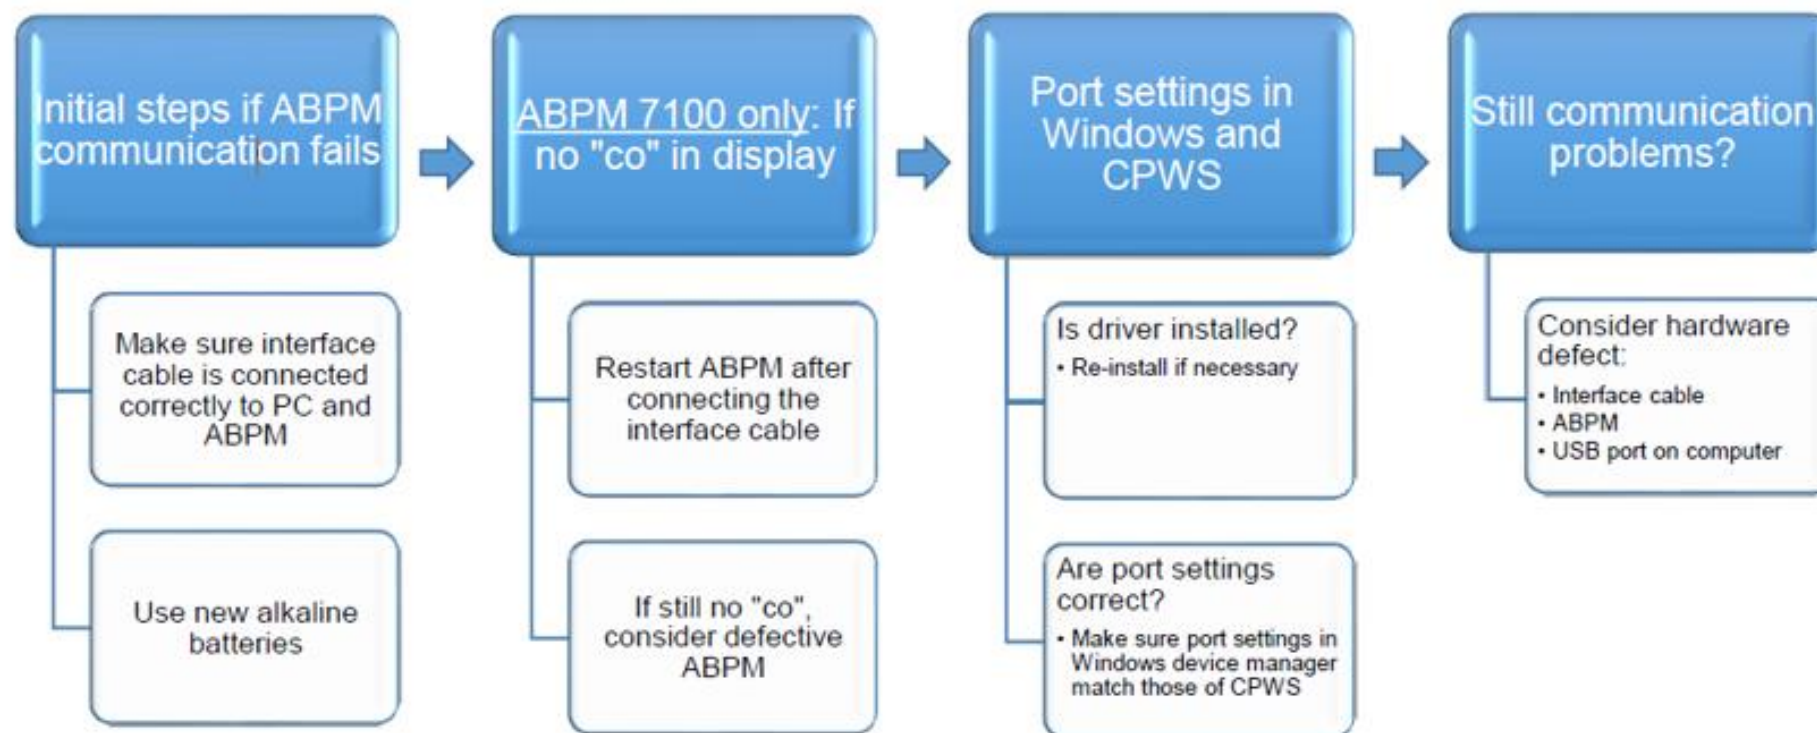 Initial steps if ABPM
communication fails
Make sure interface
cable is connected
correctly to PC and
ABPM
Use new alkaline
batteries
ABPM 7100 only: If
no "co" in display
Restart ABPM after
connecting the
interface cable
If still no "co",
consider defective
ABPM
Port settings in
Windows and
CPWS
Is driver installed?
• Re-install if necessary
Are port settings
correct?
• Make sure port settings in
Windows device manager
match those of CPWS
Still communication
problems?
Consider hardware
defect:
• Interface cable
• ABPM
• USB port on computer